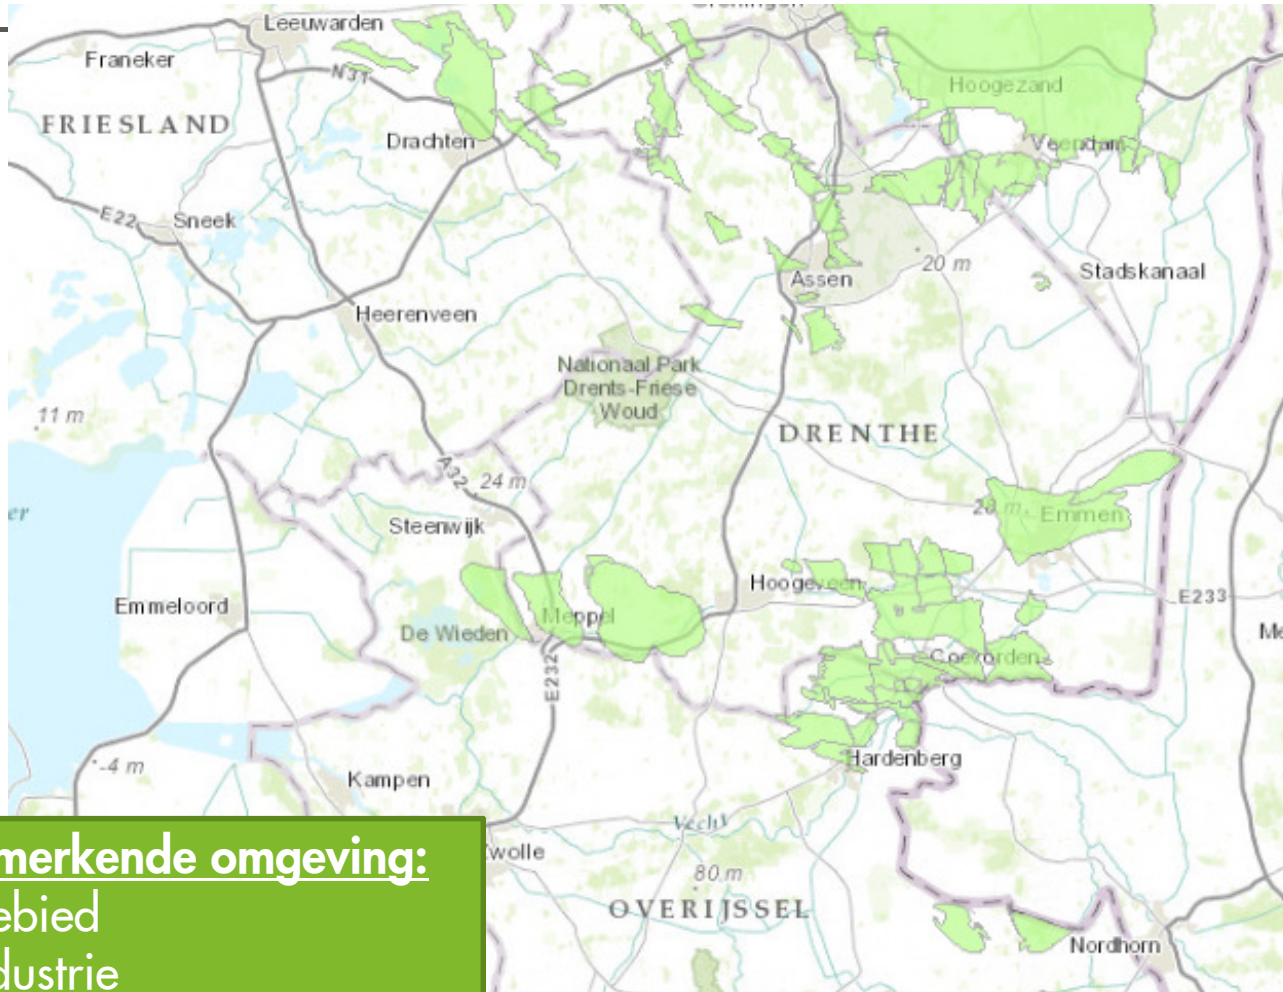 Leeuwarden
Franeker
N31
Hoogezand
FRIESLAND
Drachten
Veendam
E22
Sneek
20 m
Assen
Stadskanaal
Heerenveen
Nationaal Park
Drents-Friese
Woud
11 m
DRENTHE
A32
24 m
er
Steenwijk
Emmen
Hoogeveen
E233
Emmeloord
Meppel
De Wieden
Coevorden
E232
-4 m
Hardenberg
Kampen
Vecht
merkende omgeving:
wolle
80 m
ebied
OVERIJSSEL
Nordhorn
dustrie